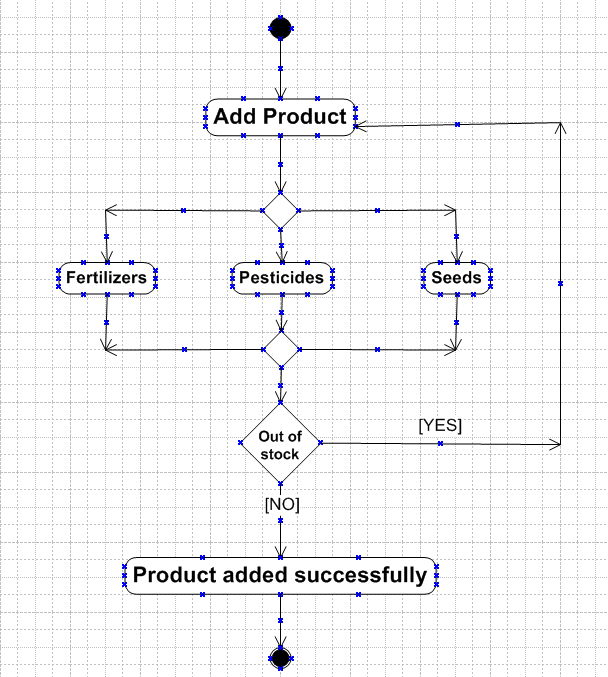 Add Product
Fertilizers
Pesticides
Seeds
Out of
stock
[YES]
[NO]
Product added successfully